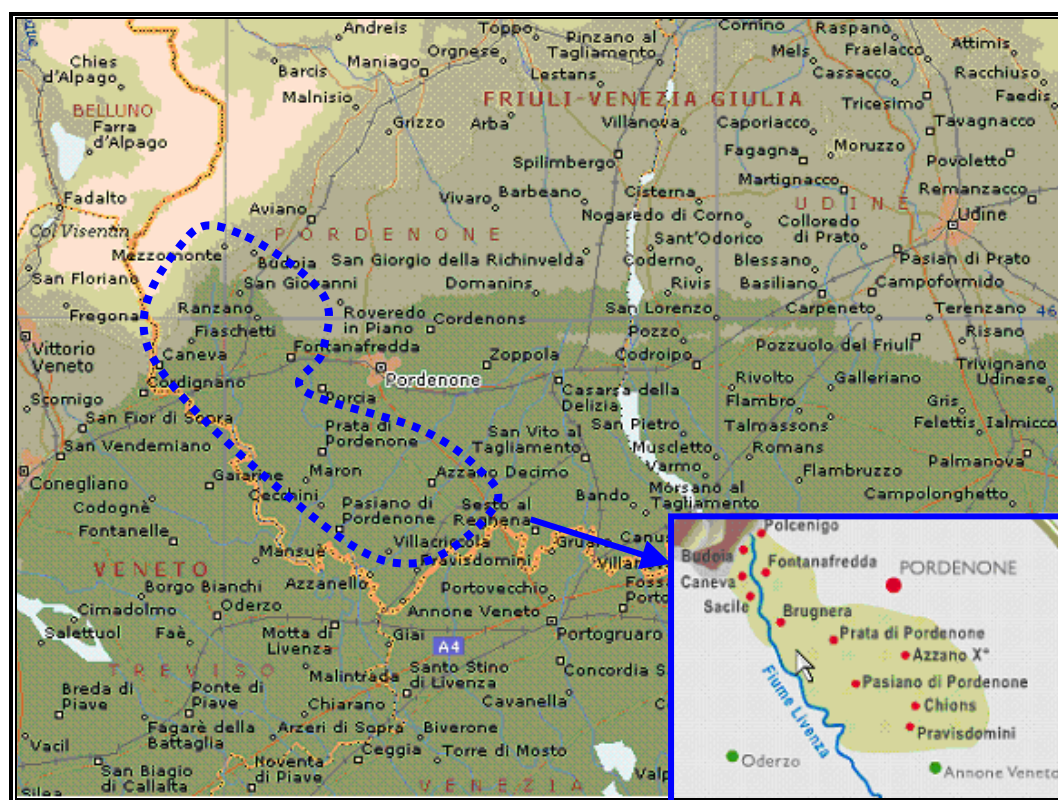 Andreis
Toppo
Pinzano al
Tagliamento
Cornino
Raspano
Mels
Fraelacco
Attimis
Chies
d'Alpago
Barcis
Maniago
Orgnese
Lestans
Cassacco
Racchiuso
Malnisio
FRIULI-VENEZIA GIULIA
Tricesimo
Faedis
BELLUNO
Farra
d'Alpago
Grizzo
Arba
Villanova
Caporiacco
Tavagnacco
Spilimbergo
Fagagna
Moruzzo
Povoletto
Martignacco
Fadalto
Vivaro
Barbeano
Cisterna
Remanzacco
Aviano
Nogaredo di Corno
UDINE
Colloredo
di Prato
Udine
Col Visentin
PORDENONE
Sant'Odorico
Mezzomonte
Budoia
San Giorgio della Richinvelda
Coderno
Blessano
Pasian di Prato
San Floriano
San Giovanni
Domanins
Rivis
Basiliano
Campoformido
Fregona
Ranzano
Roveredo
in Piano
Cordenons
San Lorenzo
Carpeneto
Terenzano
46
Fiaschetti
Pozzo
Risano
Vittorio
Veneto
Caneva
Fontanafredda
Zoppola
Codroipo
Pozzuolo del Friuli
Trivignano
Udinese
Cordignano
Pordenone
Casarsa della
Delizia
Rivolto
Galleriano
Scomigo
Porcia
Flambro
Gris
San Fior di Sopra
Prata di
Pordenone
San Vito al
Tagliamento
San Pietro
Talmassons
Felettis
Ialmicco
San Vendemiano
Muscletto
Romans
Maron
Azzano Decimo
Varmo
Flambruzzo
Palmanova
Conegliano
Gaiarine
Cecchini
Bando
Morsano al
Tagliamento
Campolonghetto
Codognè
Pasiano di
Pordenone
Sesto al
Reghena
Fontanelle
Mansuè
Villacriccola
Gruaro
Pravisdomini
VENETO
Azzanello
Borgo Bianchi
Portovecchio
Cimadolmo
Oderzo
Annone Veneto
Salettuol
Faè
Motta di
Livenza
Giai
Portogruaro
A4
TREVISO
Malintrada
Santo Stino
di Livenza
Concordia S
Breda di
Piave
Ponte di
Piave
Chiarano
Cavanella
Fagarè della
Battaglia
Arzeri di Sopra
Biverone
Vacil
Ceggia
Torre di Mosto
San Biagio
di Callalta
Noventa
di Piave
VENEZIA
Silea
Polcenigo
Budoia
Fontanafredda
PORDENONE
Caneva
Sacile
Brugnera
Prata di Pordenone
Azzano X°
Pasiano di Pordenone
Fiume Livenza
Chions
Pravisdomini
Oderzo
Annone Veneto